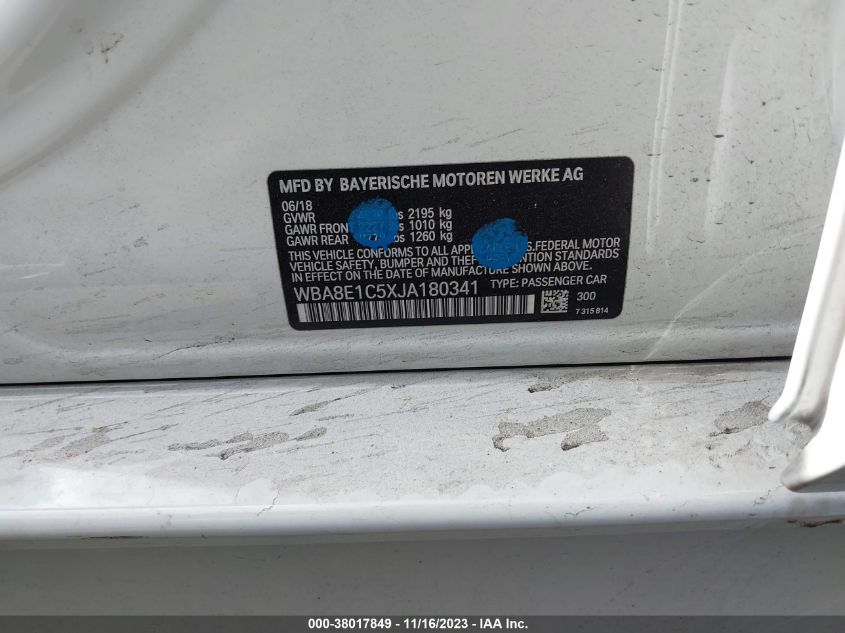 MFD BY BAYERISCHE MOTOREN WERKE AG
06/18
GVWR 2195 kg
GAWR FRON 1010 kg
GAWR REAR 1260 kg
THIS VEHICLE CONFORMS TO ALL APP .S.FEDERAL MOTOR
VEHICLE SAFETY, BUMPER AND THEF ENTION STANDARDS
IN EFFECT ON THE DATE OF MANUFACTURE SHOWN ABOVE.
WBA8E1C5XJA180341 TYPE: PASSENGER CAR
300
7 315 814
000-38017849 - 11/16/2023 - IAA Inc.